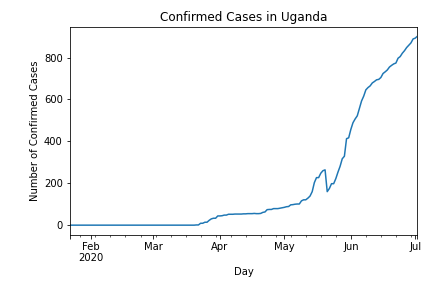 Confirmed Cases in Uganda
Number of Confirmed Cases
800
600
400
200
0
Feb Mar Apr May Jun Jul
2020
Day